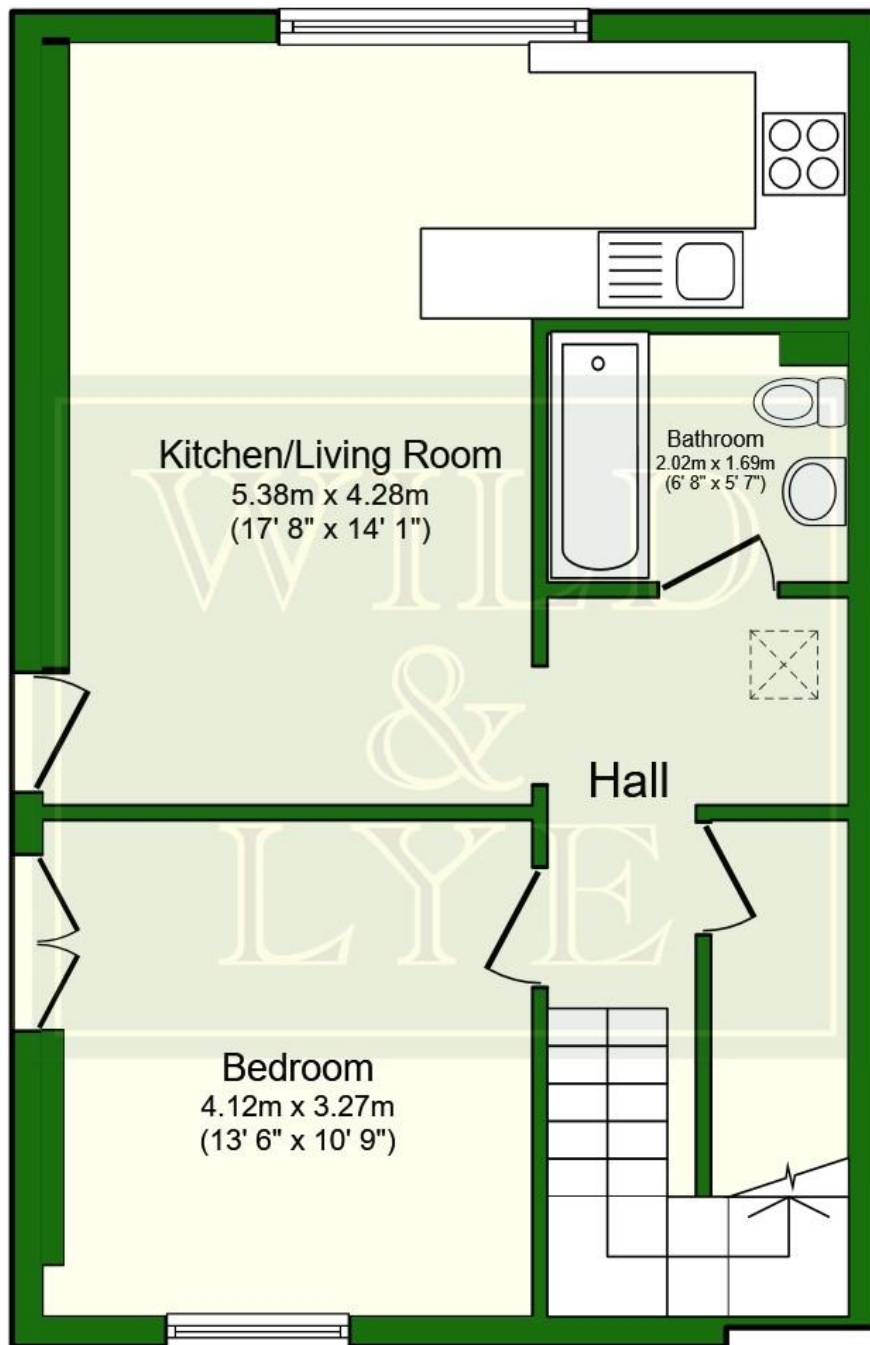 Kitchen/Living Room
5.38m x 4.28m
(17' 8" x 14' 1")
Bathroom
2.02m x 1.69m
(6' 8" x 5' 7")
WILD
&
LYE
Hall
Bedroom
4.12m x 3.27m
(13' 6" x 10' 9")